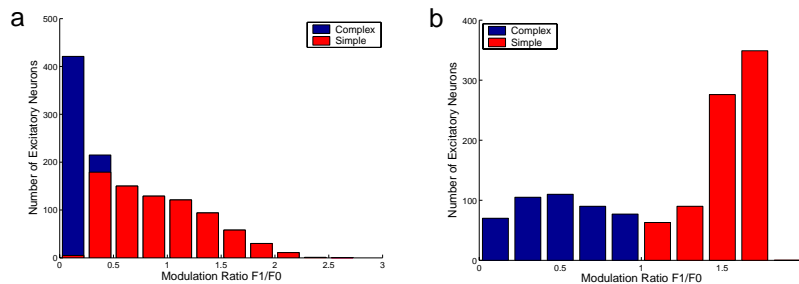 a
500
400
300
200
100
0
Number of Excitatory Neurons
Complex
Simple
0
0.5
1
1.5
2
2.5
3
Modulation Ratio F1/F0
b
400
300
200
100
0
Number of Excitatory Neurons
Complex
Simple
0
0.5
1
1.5
Modulation Ratio F1/F0